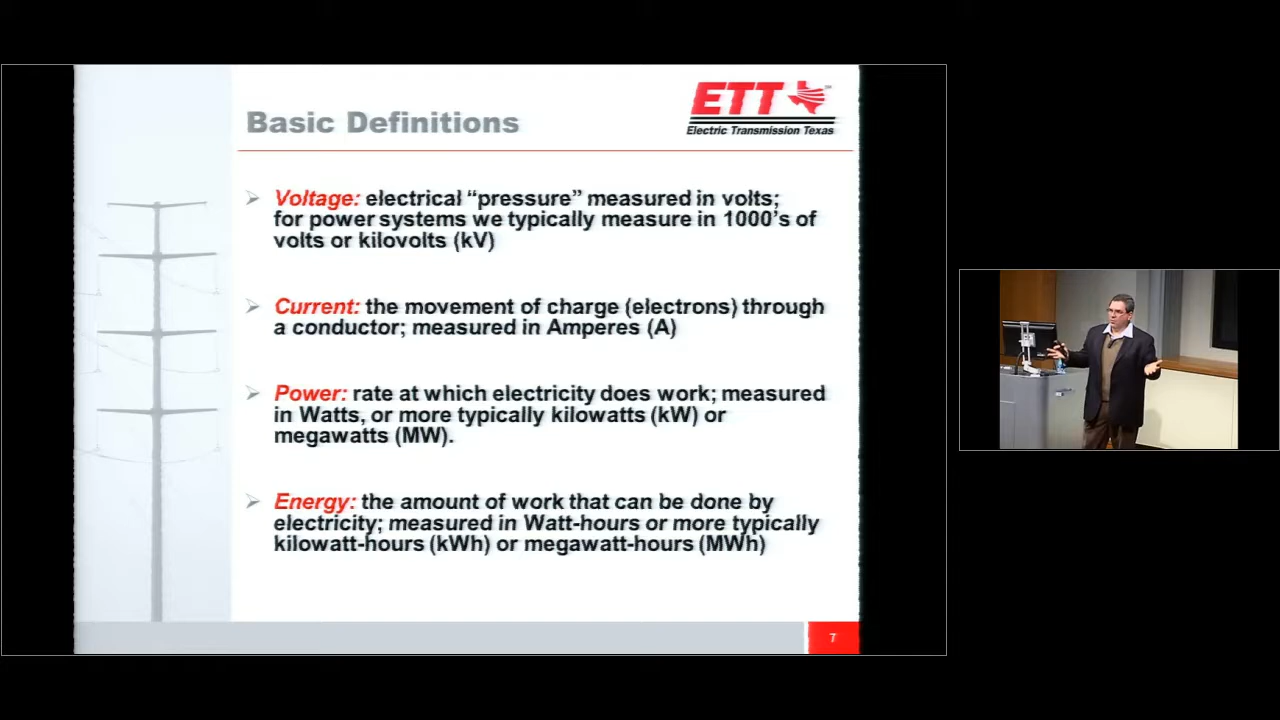 Basic Definitions
ETT
Electric Transmission Texas
Voltage: electrical “pressure” measured in volts;
for power systems we typically measure in 1000’s of
volts or kilovolts (kV)
Current: the movement of charge (electrons) through
a conductor; measured in Amperes (A)
Power: rate at which electricity does work; measured
in Watts, or more typically kilowatts (kW) or
megawatts (MW).
Energy: the amount of work that can be done by
electricity; measured in Watt-hours or more typically
kilowatt-hours (kWh) or megawatt-hours (MWh)
7